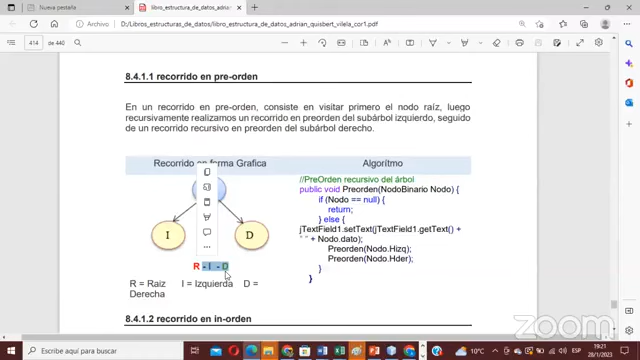 Nueva pestaña
libro_estructura_de_datos_adrian_
Archivo
D:/Libros/estructuras_de_datos/libro_estructura_de_datos_adrian_quisbert_vilela_cor1.pdf
414 de 440
8.4.1.1 recorrido en pre-orden
En un recorrido en pre-orden, consiste en visitar primero el nodo raíz, luego
recursivamente realizamos un recorrido en preorden del subárbol izquierdo, seguido
de un recorrido recursivo en preorden del subárbol derecho.
Recorrido en forma Grafica
Algorítmo
I
D
R - I - D
R = Raiz I = Izquierda D =
Derecha
//PreOrden recursivo del árbol
public void Preorden(NodoBinario Nodo) {
if (Nodo == null) {
return;
} else {
jTextField1.setText(jTextField1.getText() +
" " + Nodo.dato);
Preorden(Nodo.Hizq);
Preorden(Nodo.Hder);
}
}
8.4.1.2 recorrido en in-orden
zoom
Escribe aquí para buscar
10°C
ESP
19:21
28/1/2023